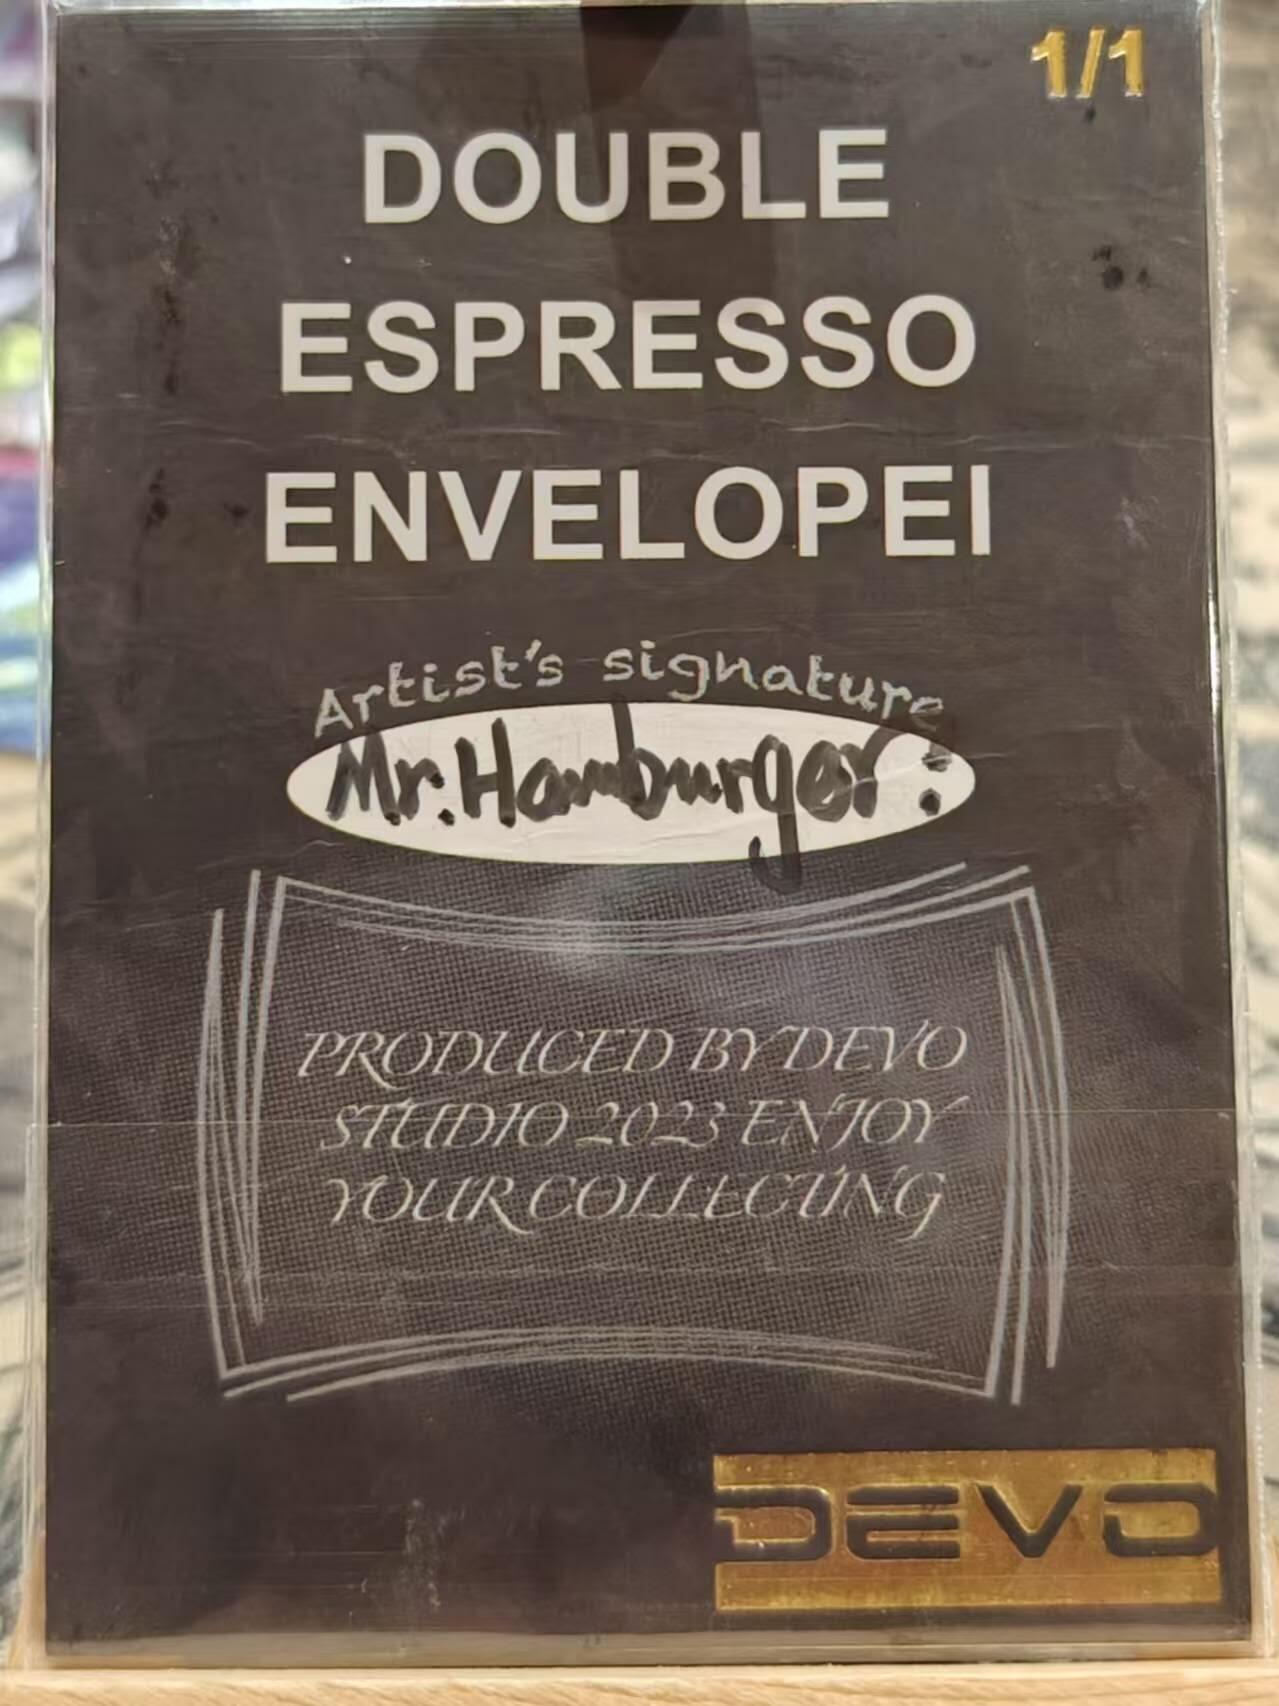 1/1
DOUBLE
ESPRESSO
ENVELOPEI
Artist's signature
Mr.Hamburger:
PRODUCED BY DEVO
STUDIO 2023 ENJOY
YOUR COLLECTING
DEVO